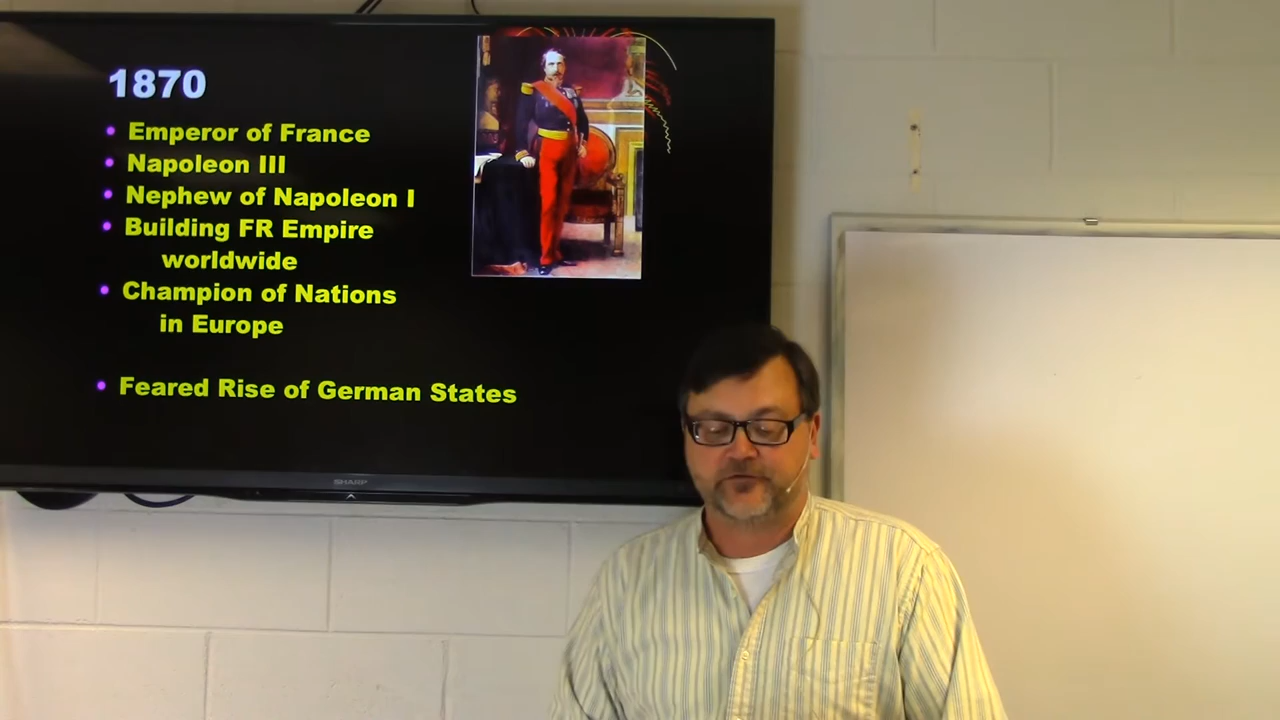 1870
• Emperor of France
• Napoleon III
• Nephew of Napoleon I
• Building FR Empire
worldwide
• Champion of Nations
in Europe
• Feared Rise of German States
SHARP